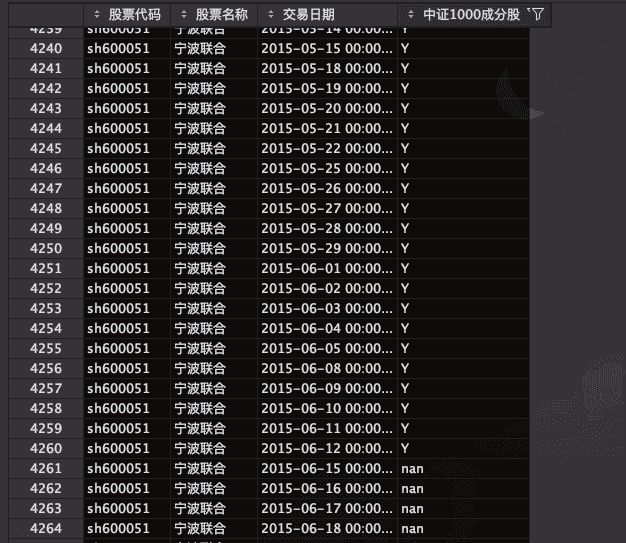 股票代码 股票名称 交易日期 中证1000成分股
4239 sh600051 宁波联合 2015-05-14 00:00... Y
4240 sh600051 宁波联合 2015-05-15 00:00... Y
4241 sh600051 宁波联合 2015-05-18 00:00... Y
4242 sh600051 宁波联合 2015-05-19 00:00... Y
4243 sh600051 宁波联合 2015-05-20 00:00... Y
4244 sh600051 宁波联合 2015-05-21 00:00... Y
4245 sh600051 宁波联合 2015-05-22 00:00... Y
4246 sh600051 宁波联合 2015-05-25 00:00... Y
4247 sh600051 宁波联合 2015-05-26 00:00... Y
4248 sh600051 宁波联合 2015-05-27 00:00... Y
4249 sh600051 宁波联合 2015-05-28 00:00... Y
4250 sh600051 宁波联合 2015-05-29 00:00... Y
4251 sh600051 宁波联合 2015-06-01 00:00... Y
4252 sh600051 宁波联合 2015-06-02 00:00... Y
4253 sh600051 宁波联合 2015-06-03 00:00... Y
4254 sh600051 宁波联合 2015-06-04 00:00... Y
4255 sh600051 宁波联合 2015-06-05 00:00... Y
4256 sh600051 宁波联合 2015-06-08 00:00... Y
4257 sh600051 宁波联合 2015-06-09 00:00... Y
4258 sh600051 宁波联合 2015-06-10 00:00... Y
4259 sh600051 宁波联合 2015-06-11 00:00... Y
4260 sh600051 宁波联合 2015-06-12 00:00... Y
4261 sh600051 宁波联合 2015-06-15 00:00... nan
4262 sh600051 宁波联合 2015-06-16 00:00... nan
4263 sh600051 宁波联合 2015-06-17 00:00... nan
4264 sh600051 宁波联合 2015-06-18 00:00... nan